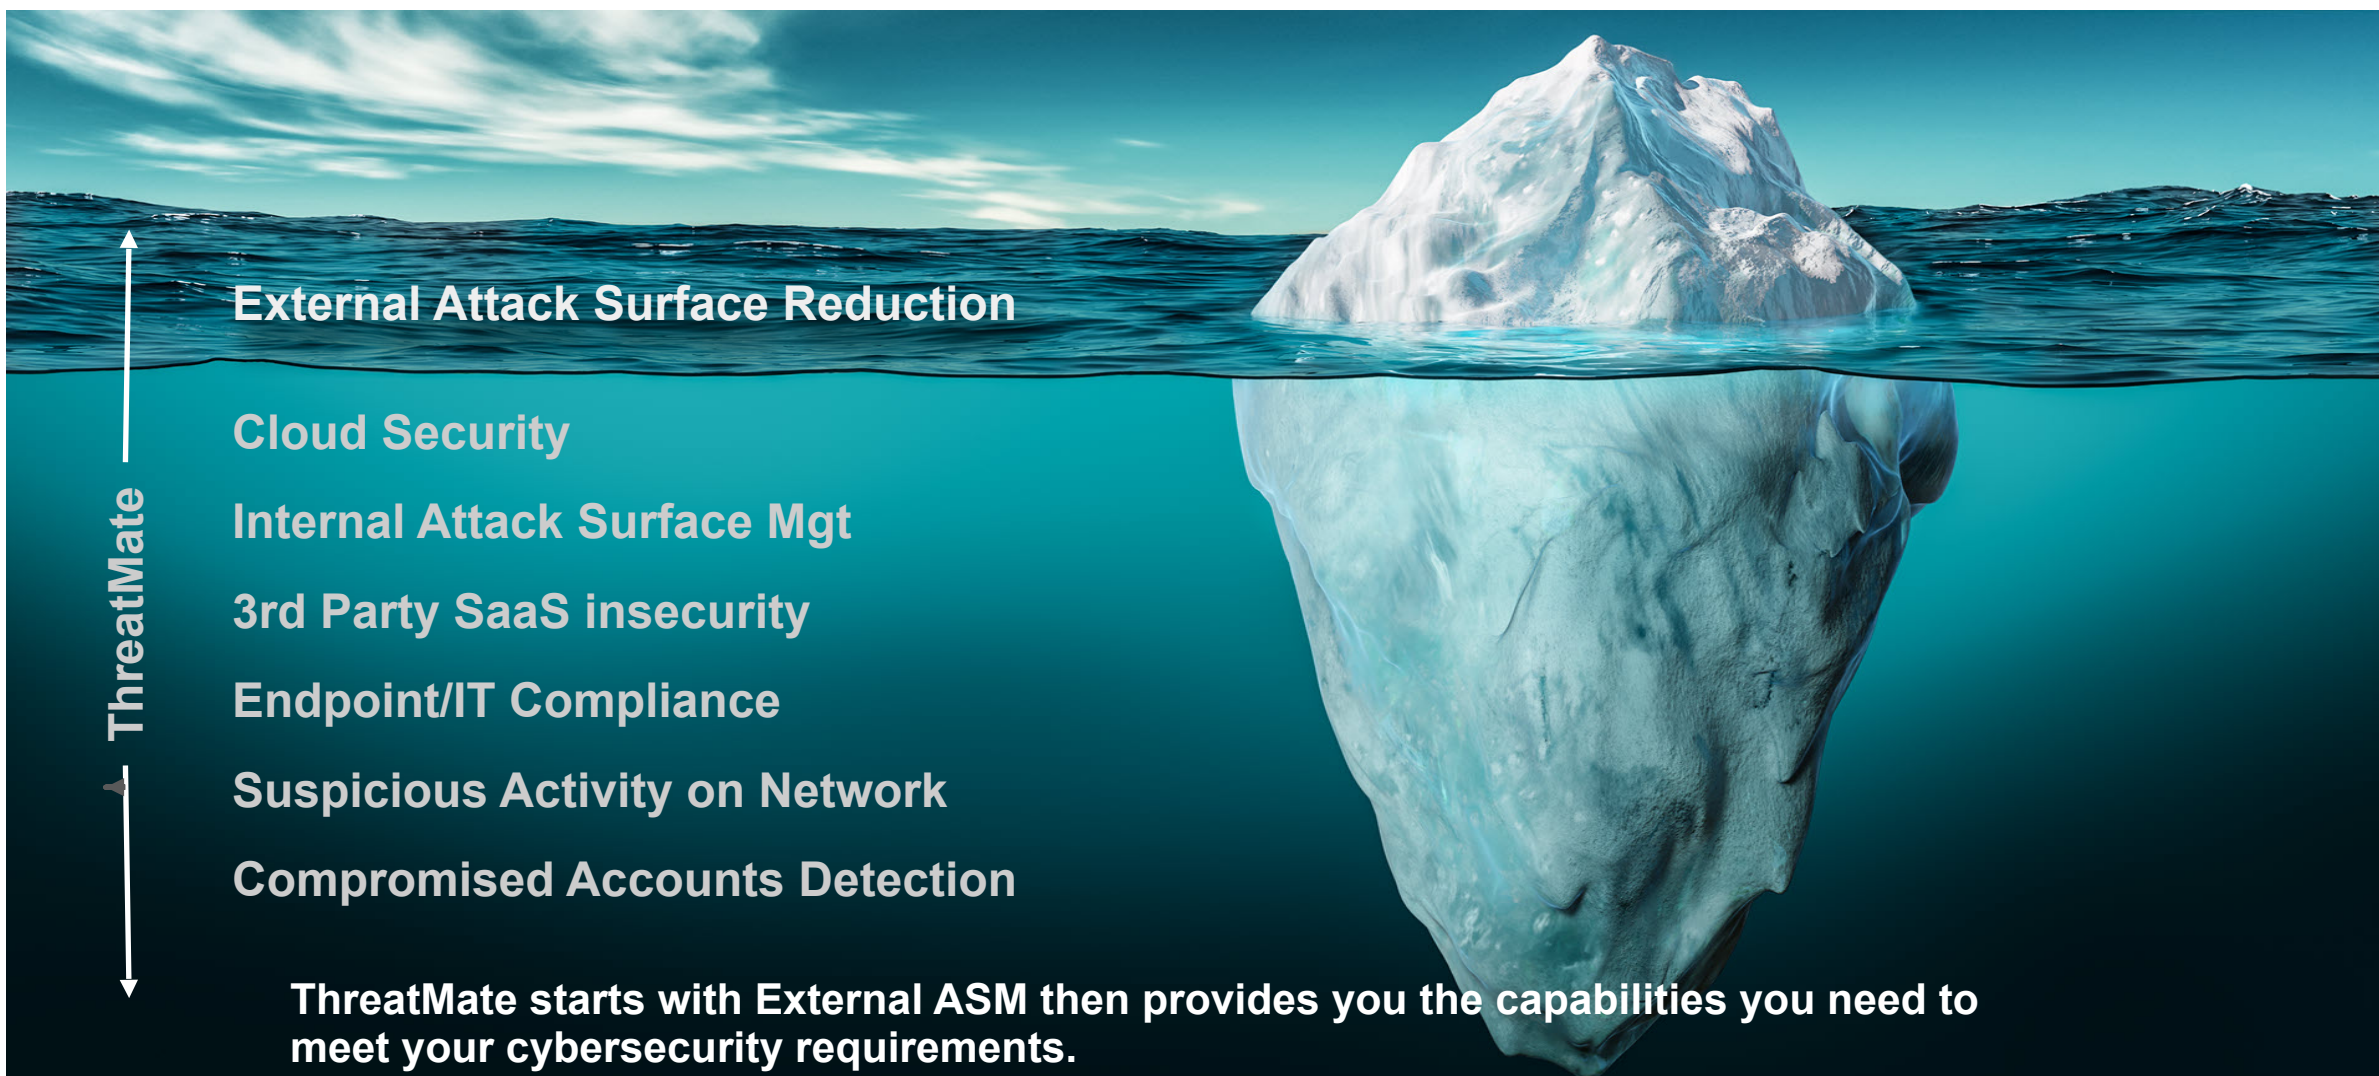 External Attack Surface Reduction
Cloud Security
Internal Attack Surface Mgt
3rd Party SaaS insecurity
Endpoint/IT Compliance
Suspicious Activity on Network
Compromised Accounts Detection
ThreatMate
ThreatMate starts with External ASM then provides you the capabilities you need to
meet your cybersecurity requirements.